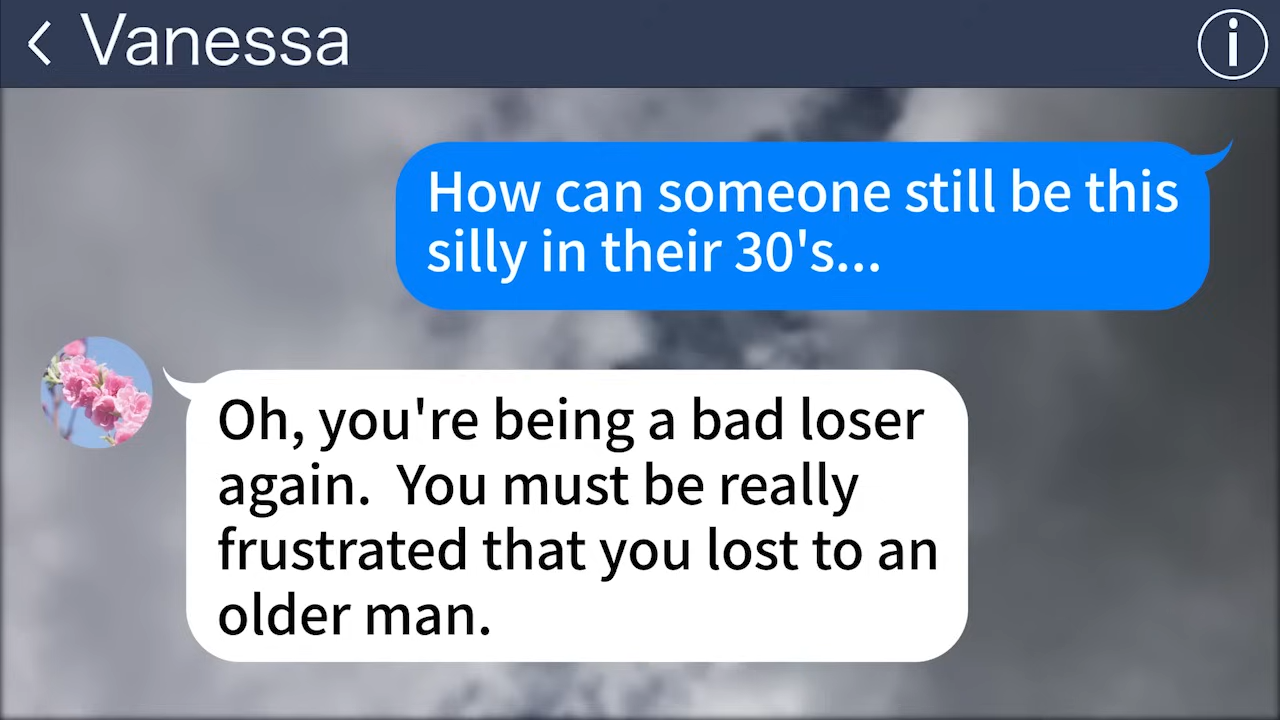 Vanessa
How can someone still be this
silly in their 30's...
Oh, you're being a bad loser
again.  You must be really
frustrated that you lost to an
older man.